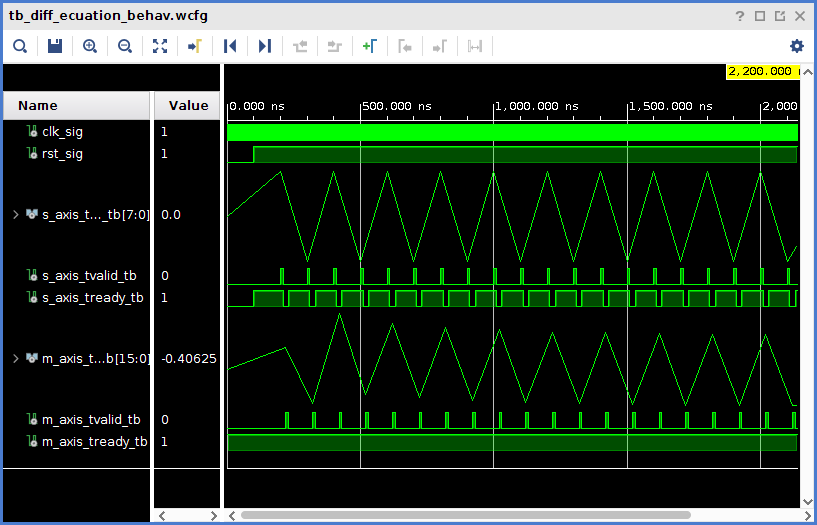 tb_diff_ecuation_behav.wcfg
2,200.000 n
Name Value 0.000 ns 500.000 ns 1,000.000 ns 1,500.000 ns 2,000
clk_sig 1
rst_sig 1
s_axis_t..._tb[7:0] 0.0
s_axis_tvalid_tb 0
s_axis_tready_tb 1
m_axis_t...b[15:0] -0.40625
m_axis_tvalid_tb 0
m_axis_tready_tb 1